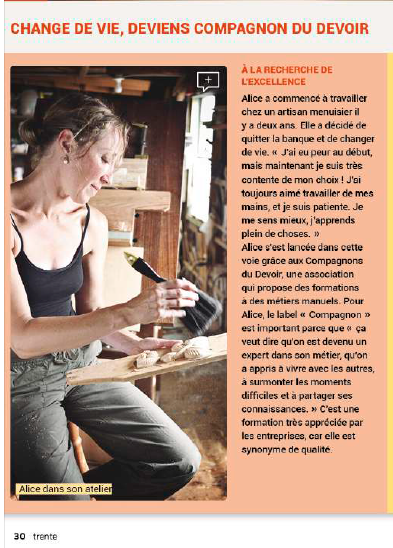 CHANGE DE VIE, DEVIENS COMPAGNON DU DEVOIR
À LA RECHERCHE DE
L'EXCELLENCE
Alice a commencé à travailler
chez un artisan menuisier il
y a deux ans. Elle a décidé de
quitter la banque et de changer
de vie. « J'ai eu peur au début,
mais maintenant je suis très
contente de mon choix ! J'ai
toujours aimé travailler de mes
mains, et je suis patiente. Je
me sens mieux, j'apprends
plein de choses. »
Alice s'est lancée dans cette
voie grâce aux Compagnons
du Devoir, une association
qui propose des formations
à des métiers manuels. Pour
Alice, le label « Compagnon »
est important parce que « ça
veut dire qu'on est devenu un
expert dans son métier, qu'on
a appris à vivre avec les autres,
à surmonter les moments
difficiles et à partager ses
connaissances. » C'est une
formation très appréciée par
les entreprises, car elle est
synonyme de qualité.
Alice dans son atelier
30 trente